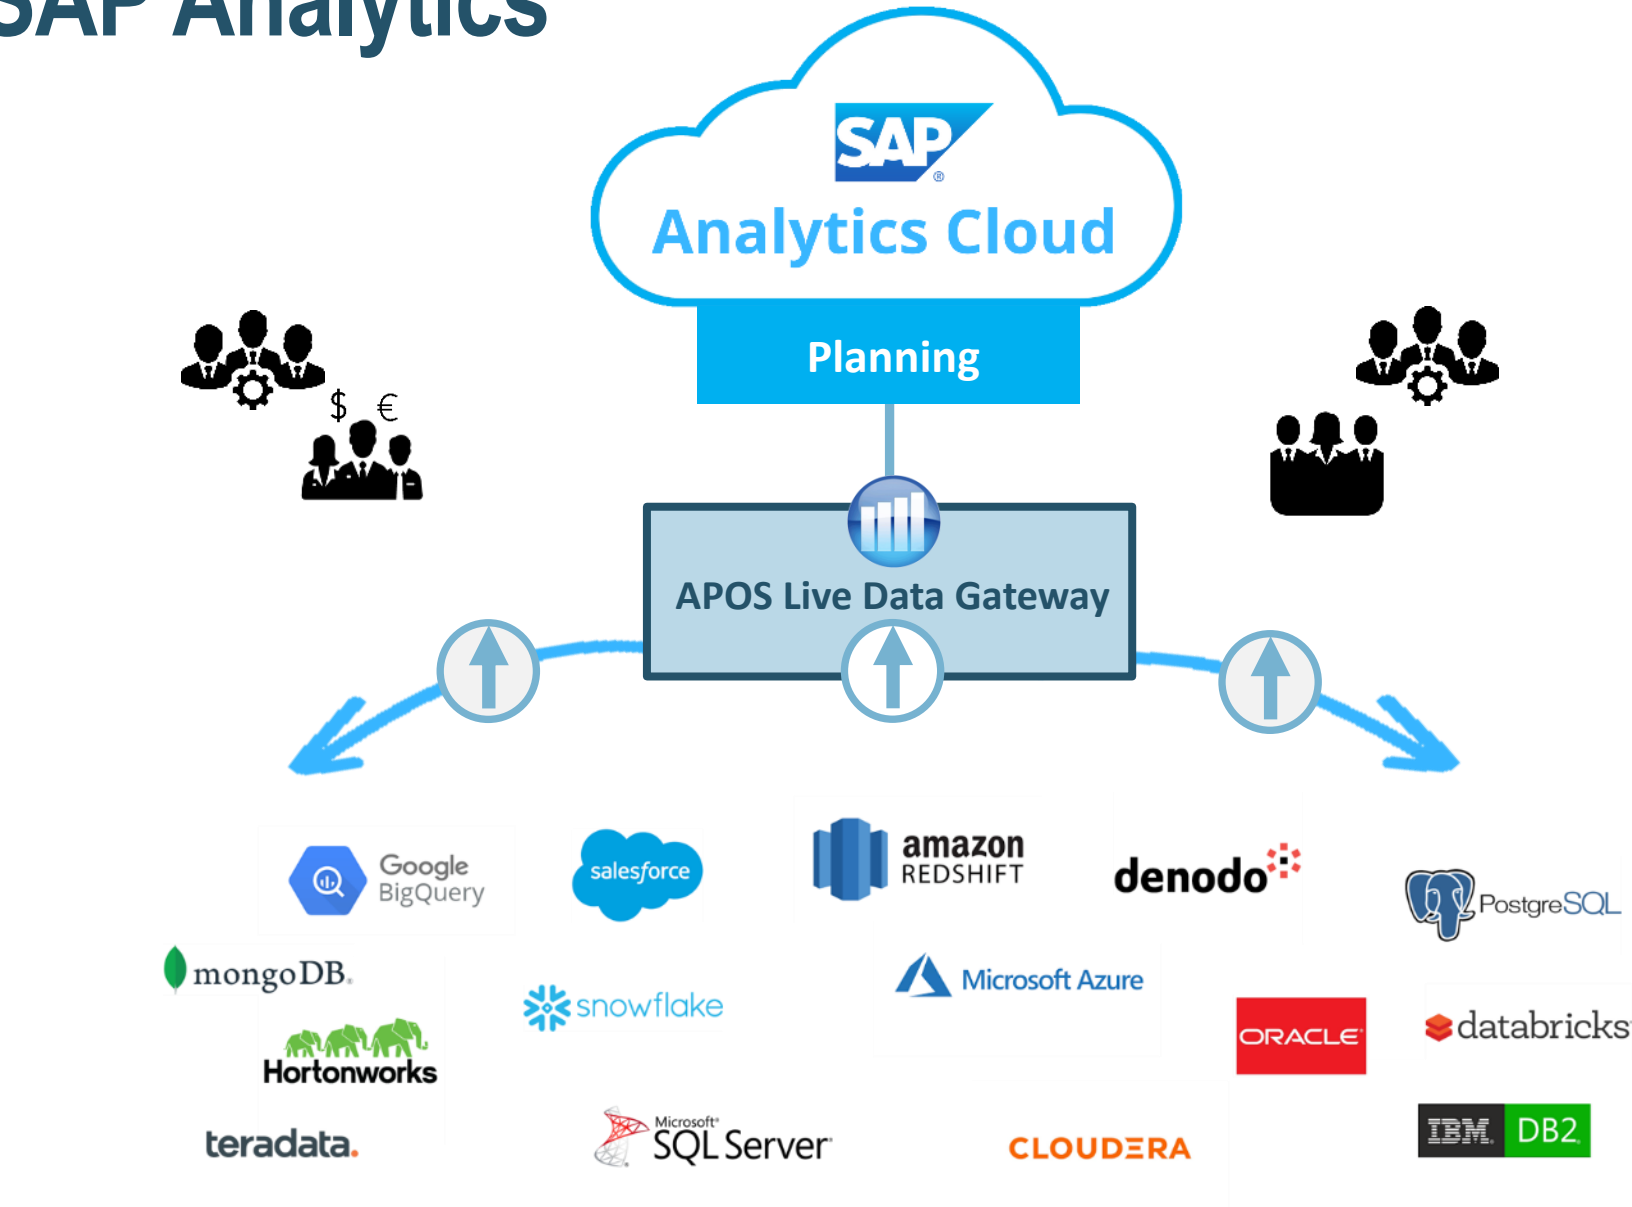 SAP Analytics
SAP
®
Analytics Cloud
Planning
$ €
APOS Live Data Gateway
Google
BigQuery
salesforce
amazon
REDSHIFT
denodo
PostgreSQL
mongoDB.
snowflake
Microsoft Azure
ORACLE
databricks
Hortonworks
teradata.
Microsoft®
SQL Server
CLOUDERA
IBM. DB2.